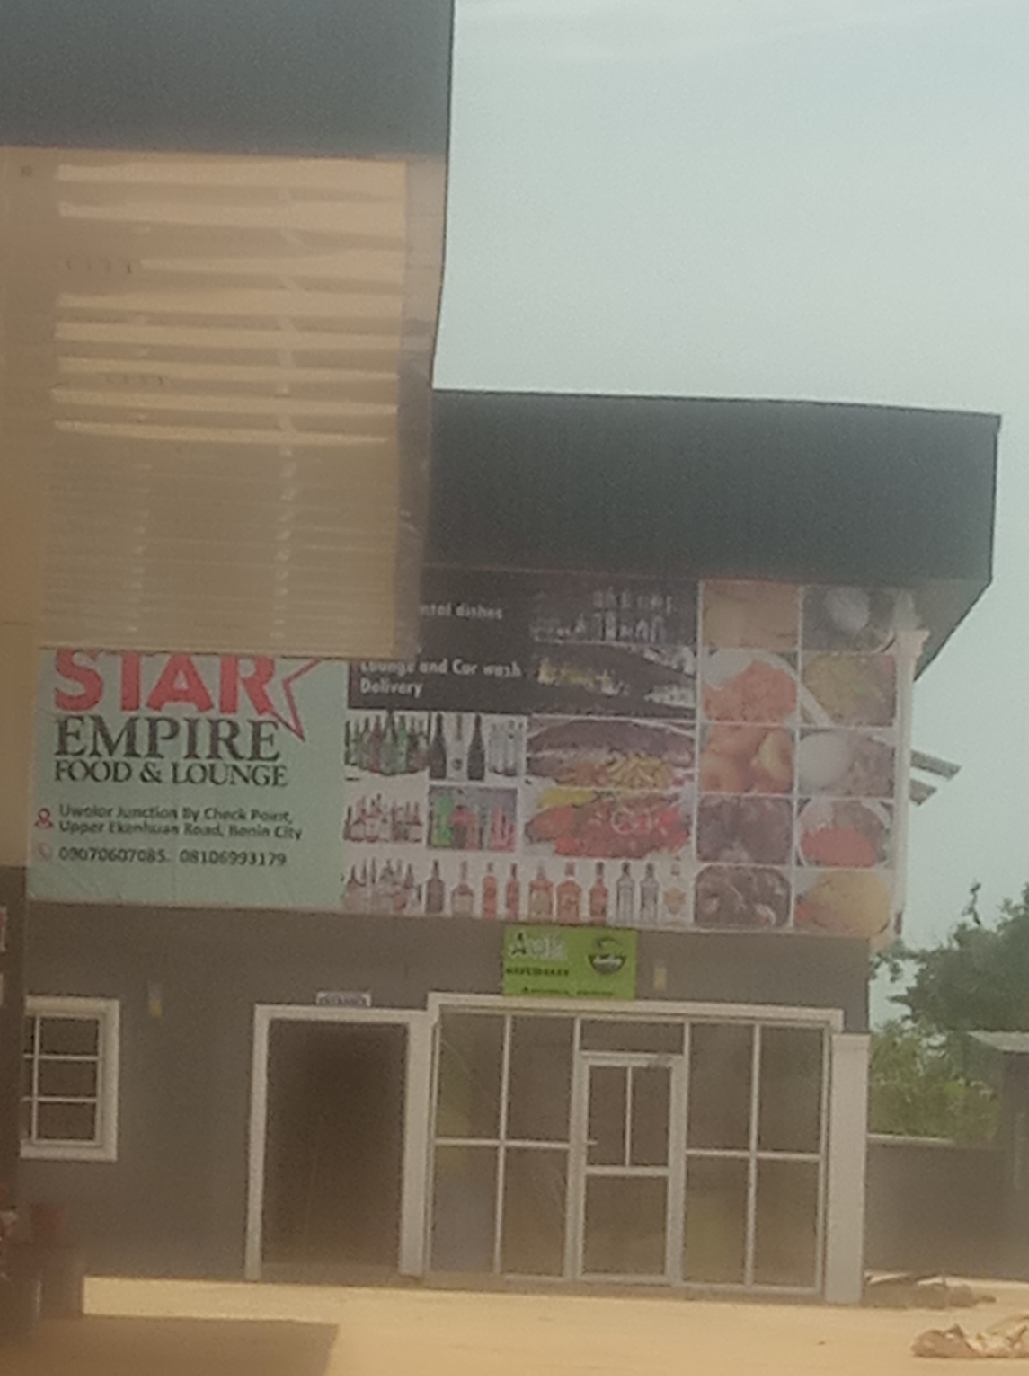 STAR
EMPIRE
FOOD & LOUNGE
Uwolor Junction By Check Point,
Upper Ekenhuan Road, Benin City
09070607085, 08106993179
dishes
Lounge and Car wash
Delivery